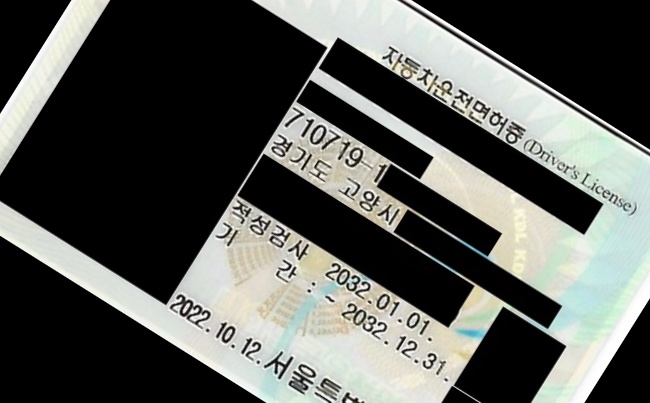 자동차운전면허증 (Driver's License)
710719-1
경기도 고양시
적성검사 2032.01.01.
기 간 : ~ 2032.12.31.
2022.10.12.서울특별